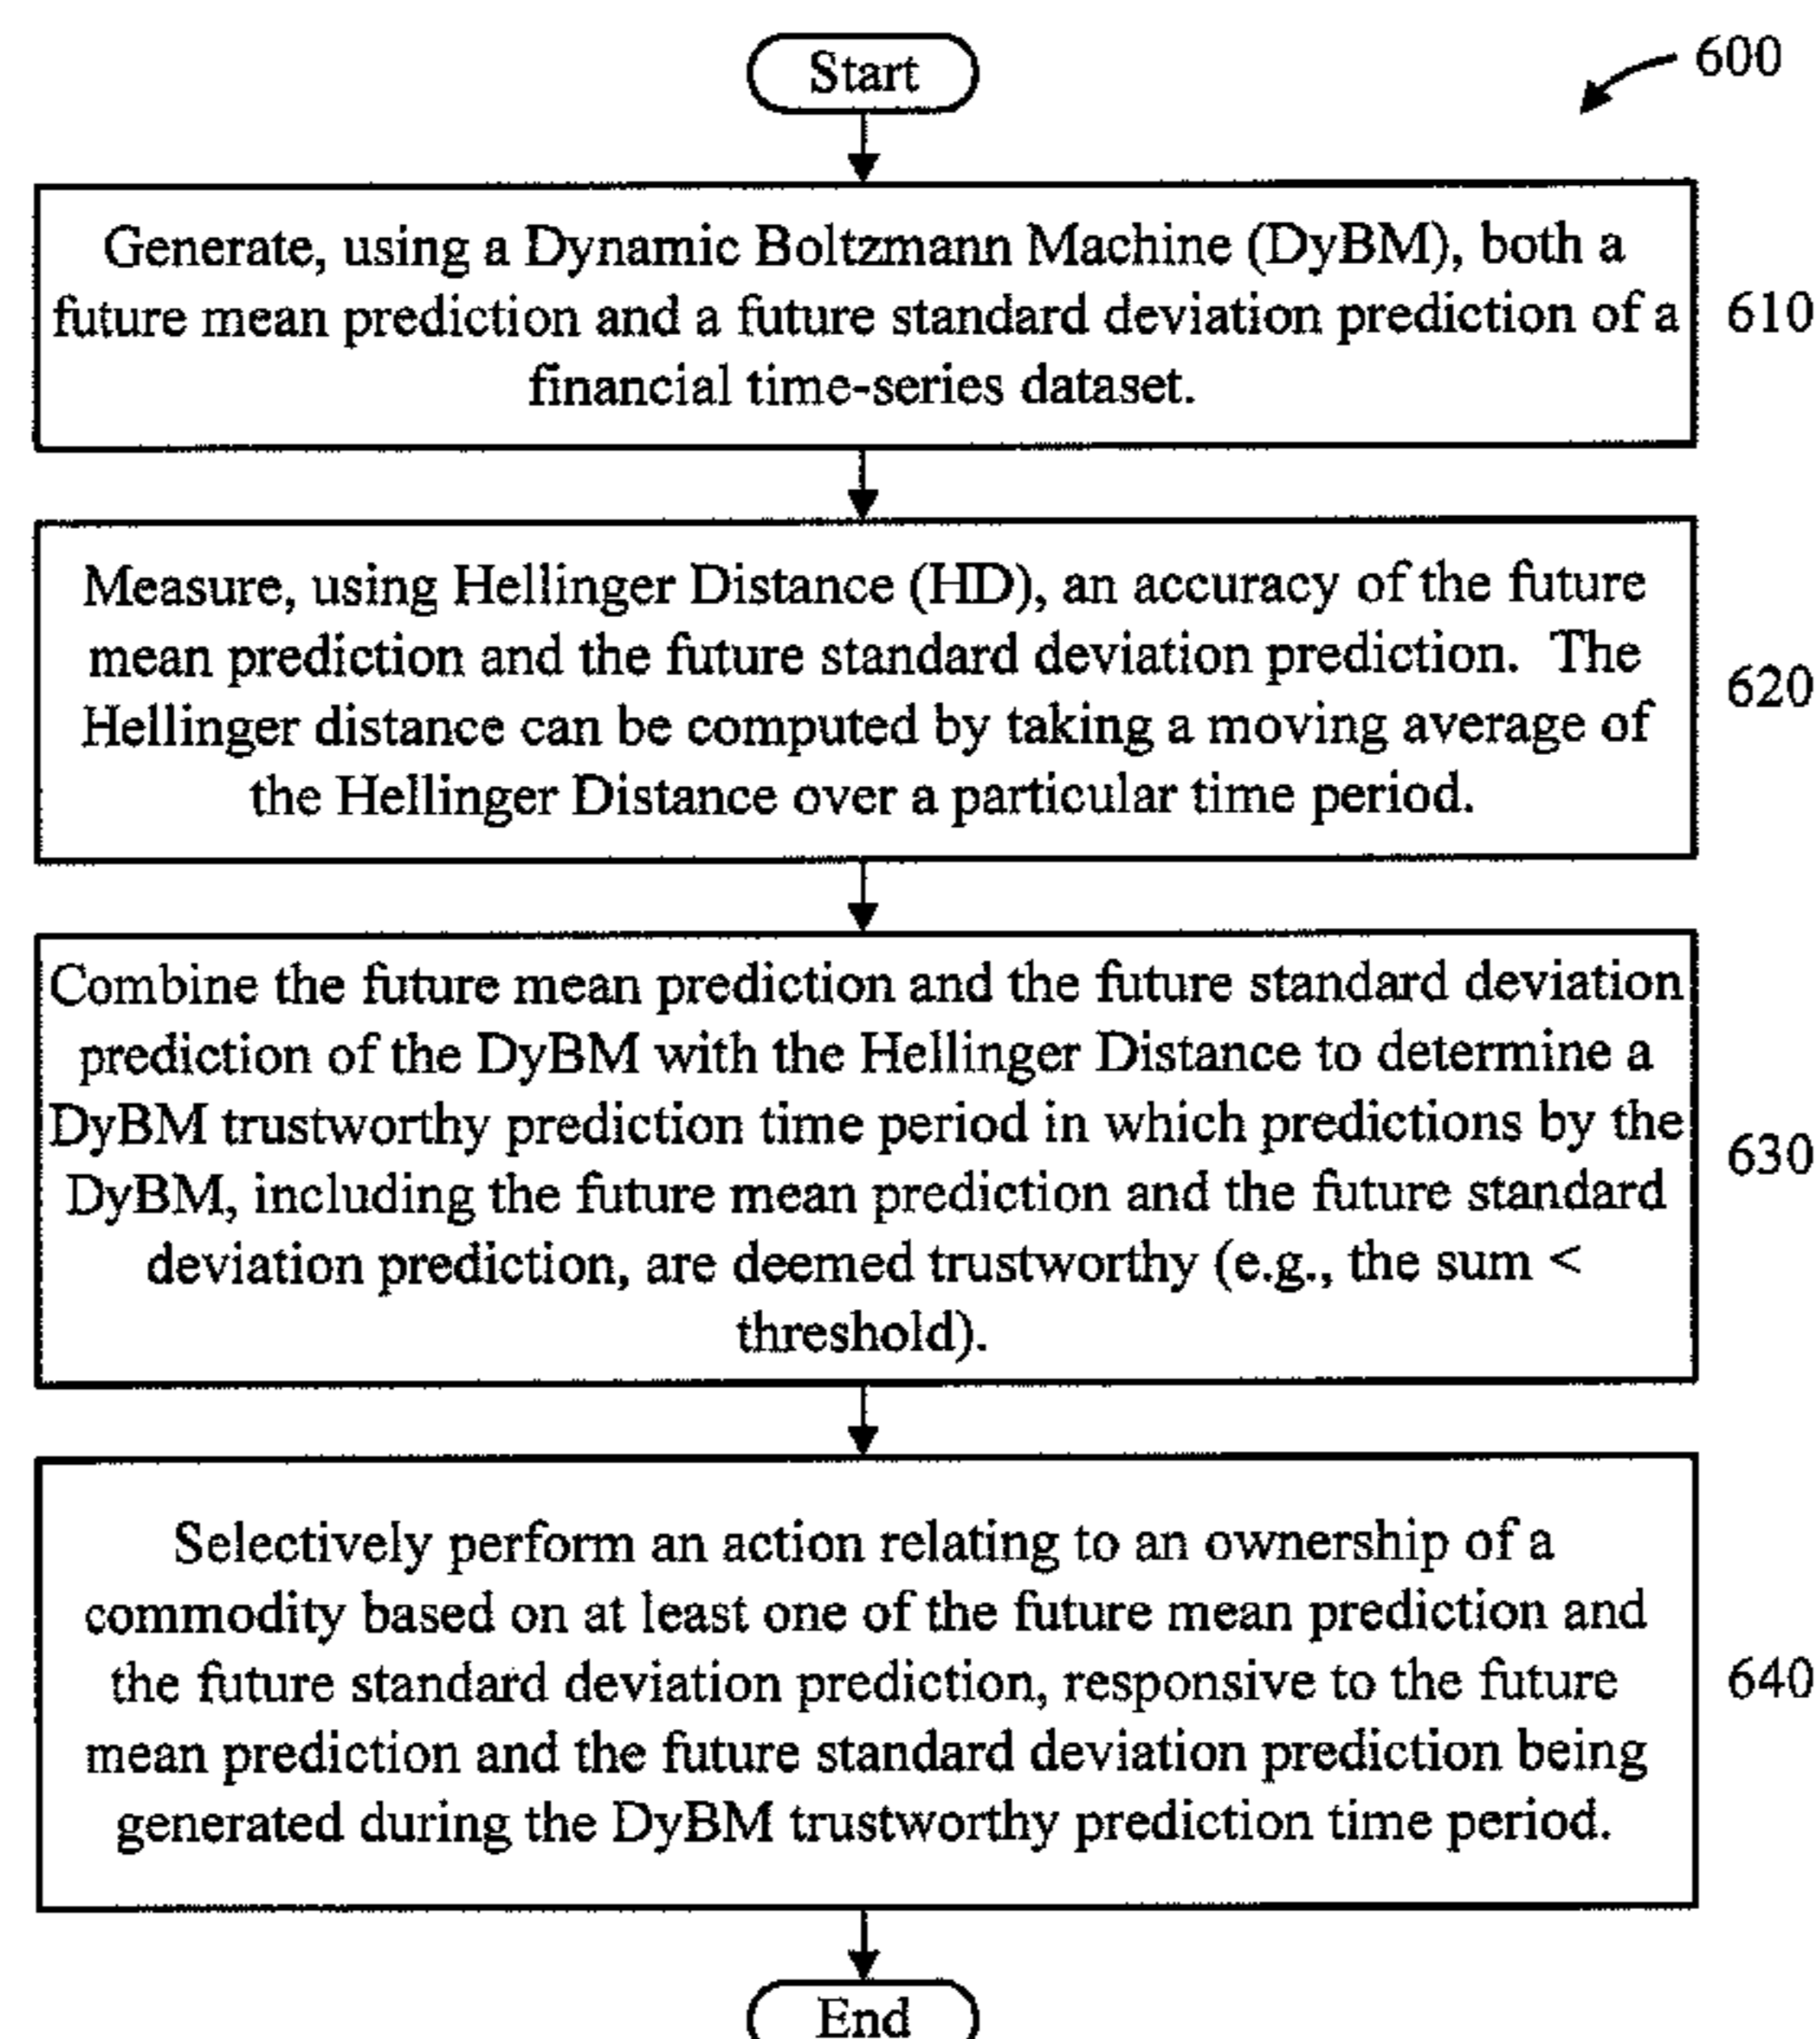 Start
600
Generate, using a Dynamic Boltzmann Machine (DyBM), both a
future mean prediction and a future standard deviation prediction of a
financial time-series dataset.
610
Measure, using Hellinger Distance (HD), an accuracy of the future
mean prediction and the future standard deviation prediction. The
Hellinger distance can be computed by taking a moving average of
the Hellinger Distance over a particular time period.
620
Combine the future mean prediction and the future standard deviation
prediction of the DyBM with the Hellinger Distance to determine a
DyBM trustworthy prediction time period in which predictions by the
DyBM, including the future mean prediction and the future standard
deviation prediction, are deemed trustworthy (e.g., the sum <
threshold).
630
Selectively perform an action relating to an ownership of a
commodity based on at least one of the future mean prediction and
the future standard deviation prediction, responsive to the future
mean prediction and the future standard deviation prediction being
generated during the DyBM trustworthy prediction time period.
640
End